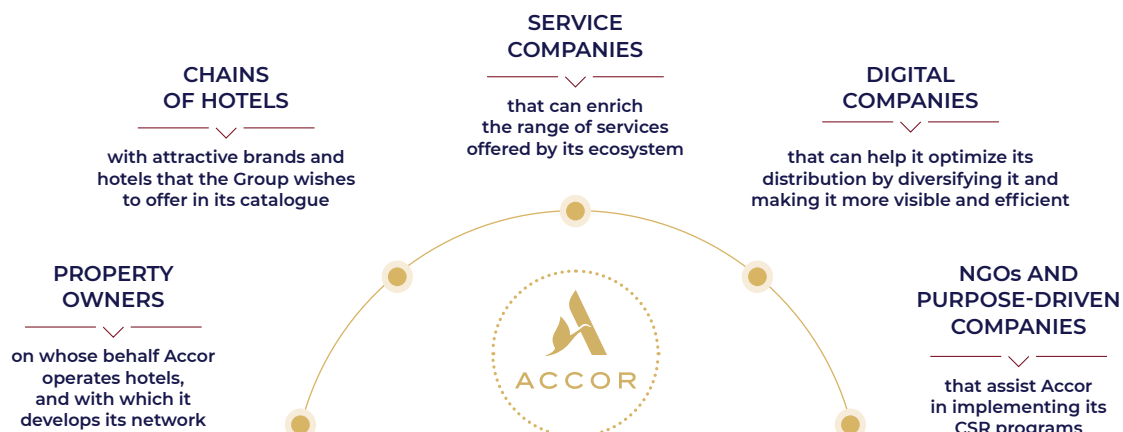 SERVICE
COMPANIES
that can enrich
the range of services
offered by its ecosystem
CHAINS
OF HOTELS
with attractive brands and
hotels that the Group wishes
to offer in its catalogue
DIGITAL
COMPANIES
that can help it optimize its
distribution by diversifying it and
making it more visible and efficient
PROPERTY
OWNERS
on whose behalf Accor
operates hotels,
and with which it
develops its network
ACCOR
NGOs AND
PURPOSE-DRIVEN
COMPANIES
that assist Accor
in implementing its
CSR programs